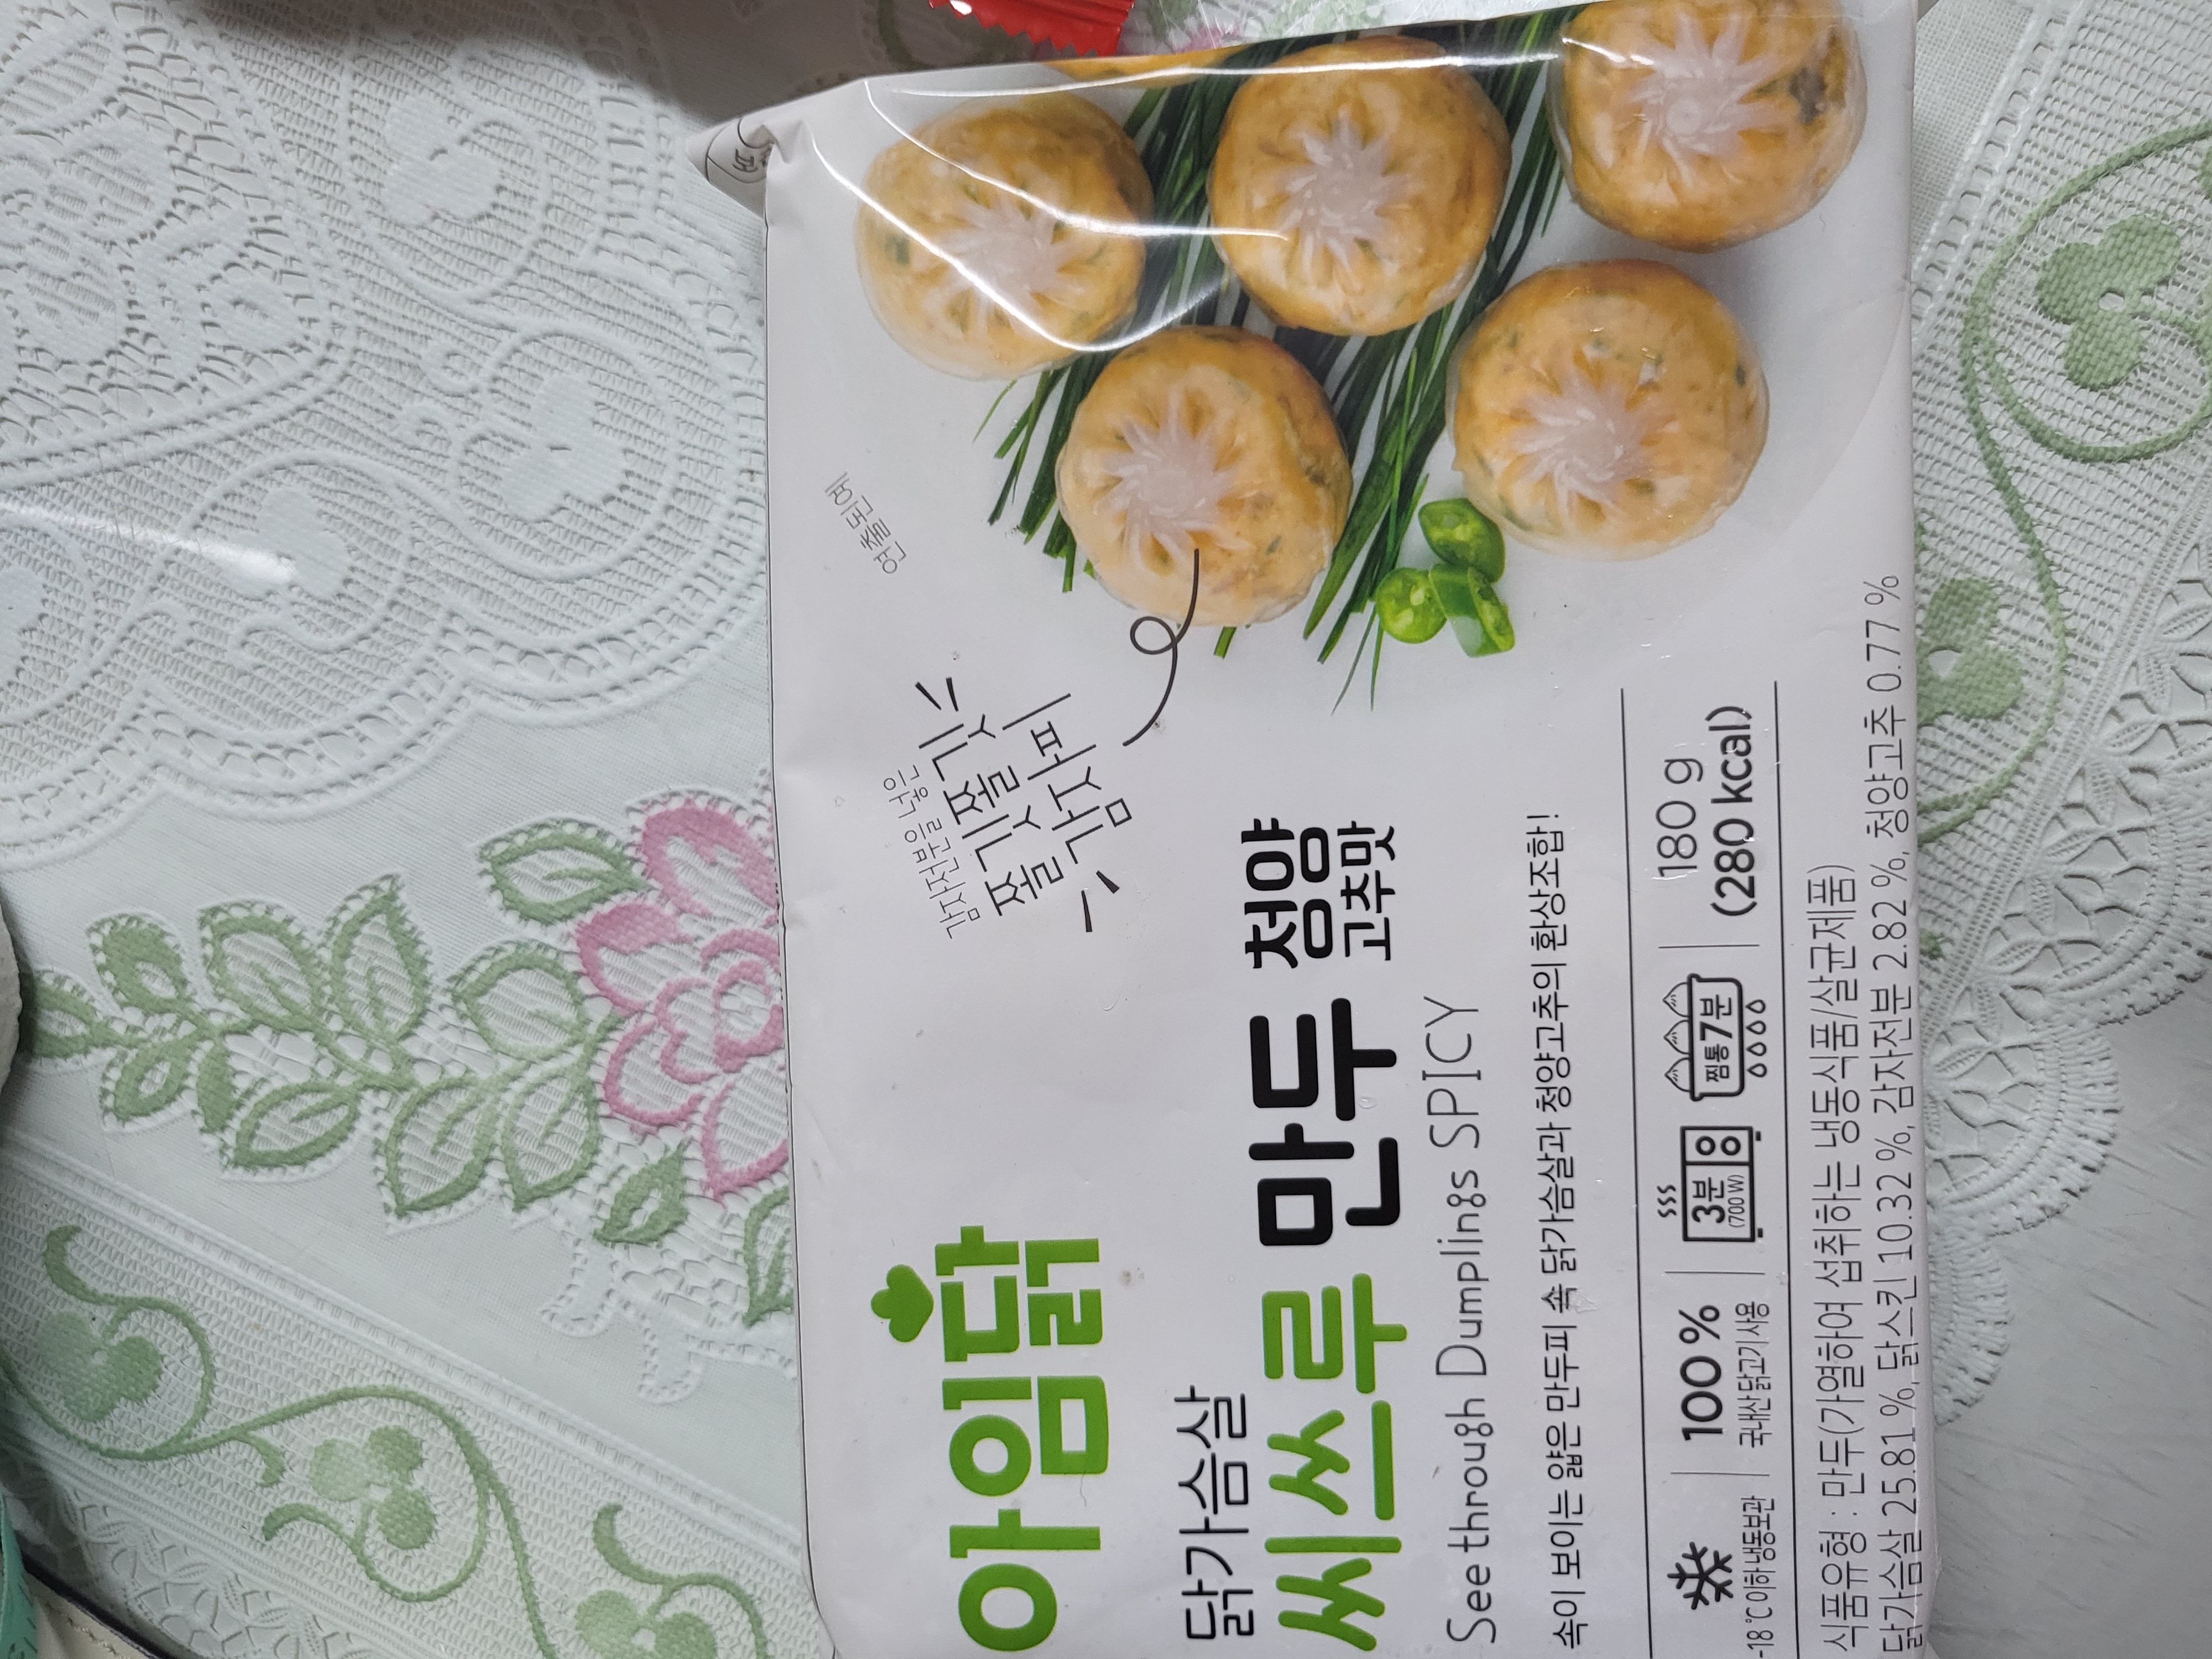 아임닭
감자전분을 넣어
쫄깃쫄깃
감자피
연출된 예
닭가슴살
씨쓰루 만두 청양
고추맛
See through Dumplings SPICY
속이 보이는 얇은 만두피 속 닭가슴살과 청양고추의 환상조합!
-18 ℃ 이하 냉동보관
100 %
국내산 닭고기 사용
3분
(700W)
찜통 7분
180 g
(280 kcal)
식품유형 : 만두(가열하여 섭취하는 냉동식품/살균제품)
닭가슴살 25.81 %, 닭스킨 10.32 %, 감자전분 2.82 %, 청양고추 0.77 %